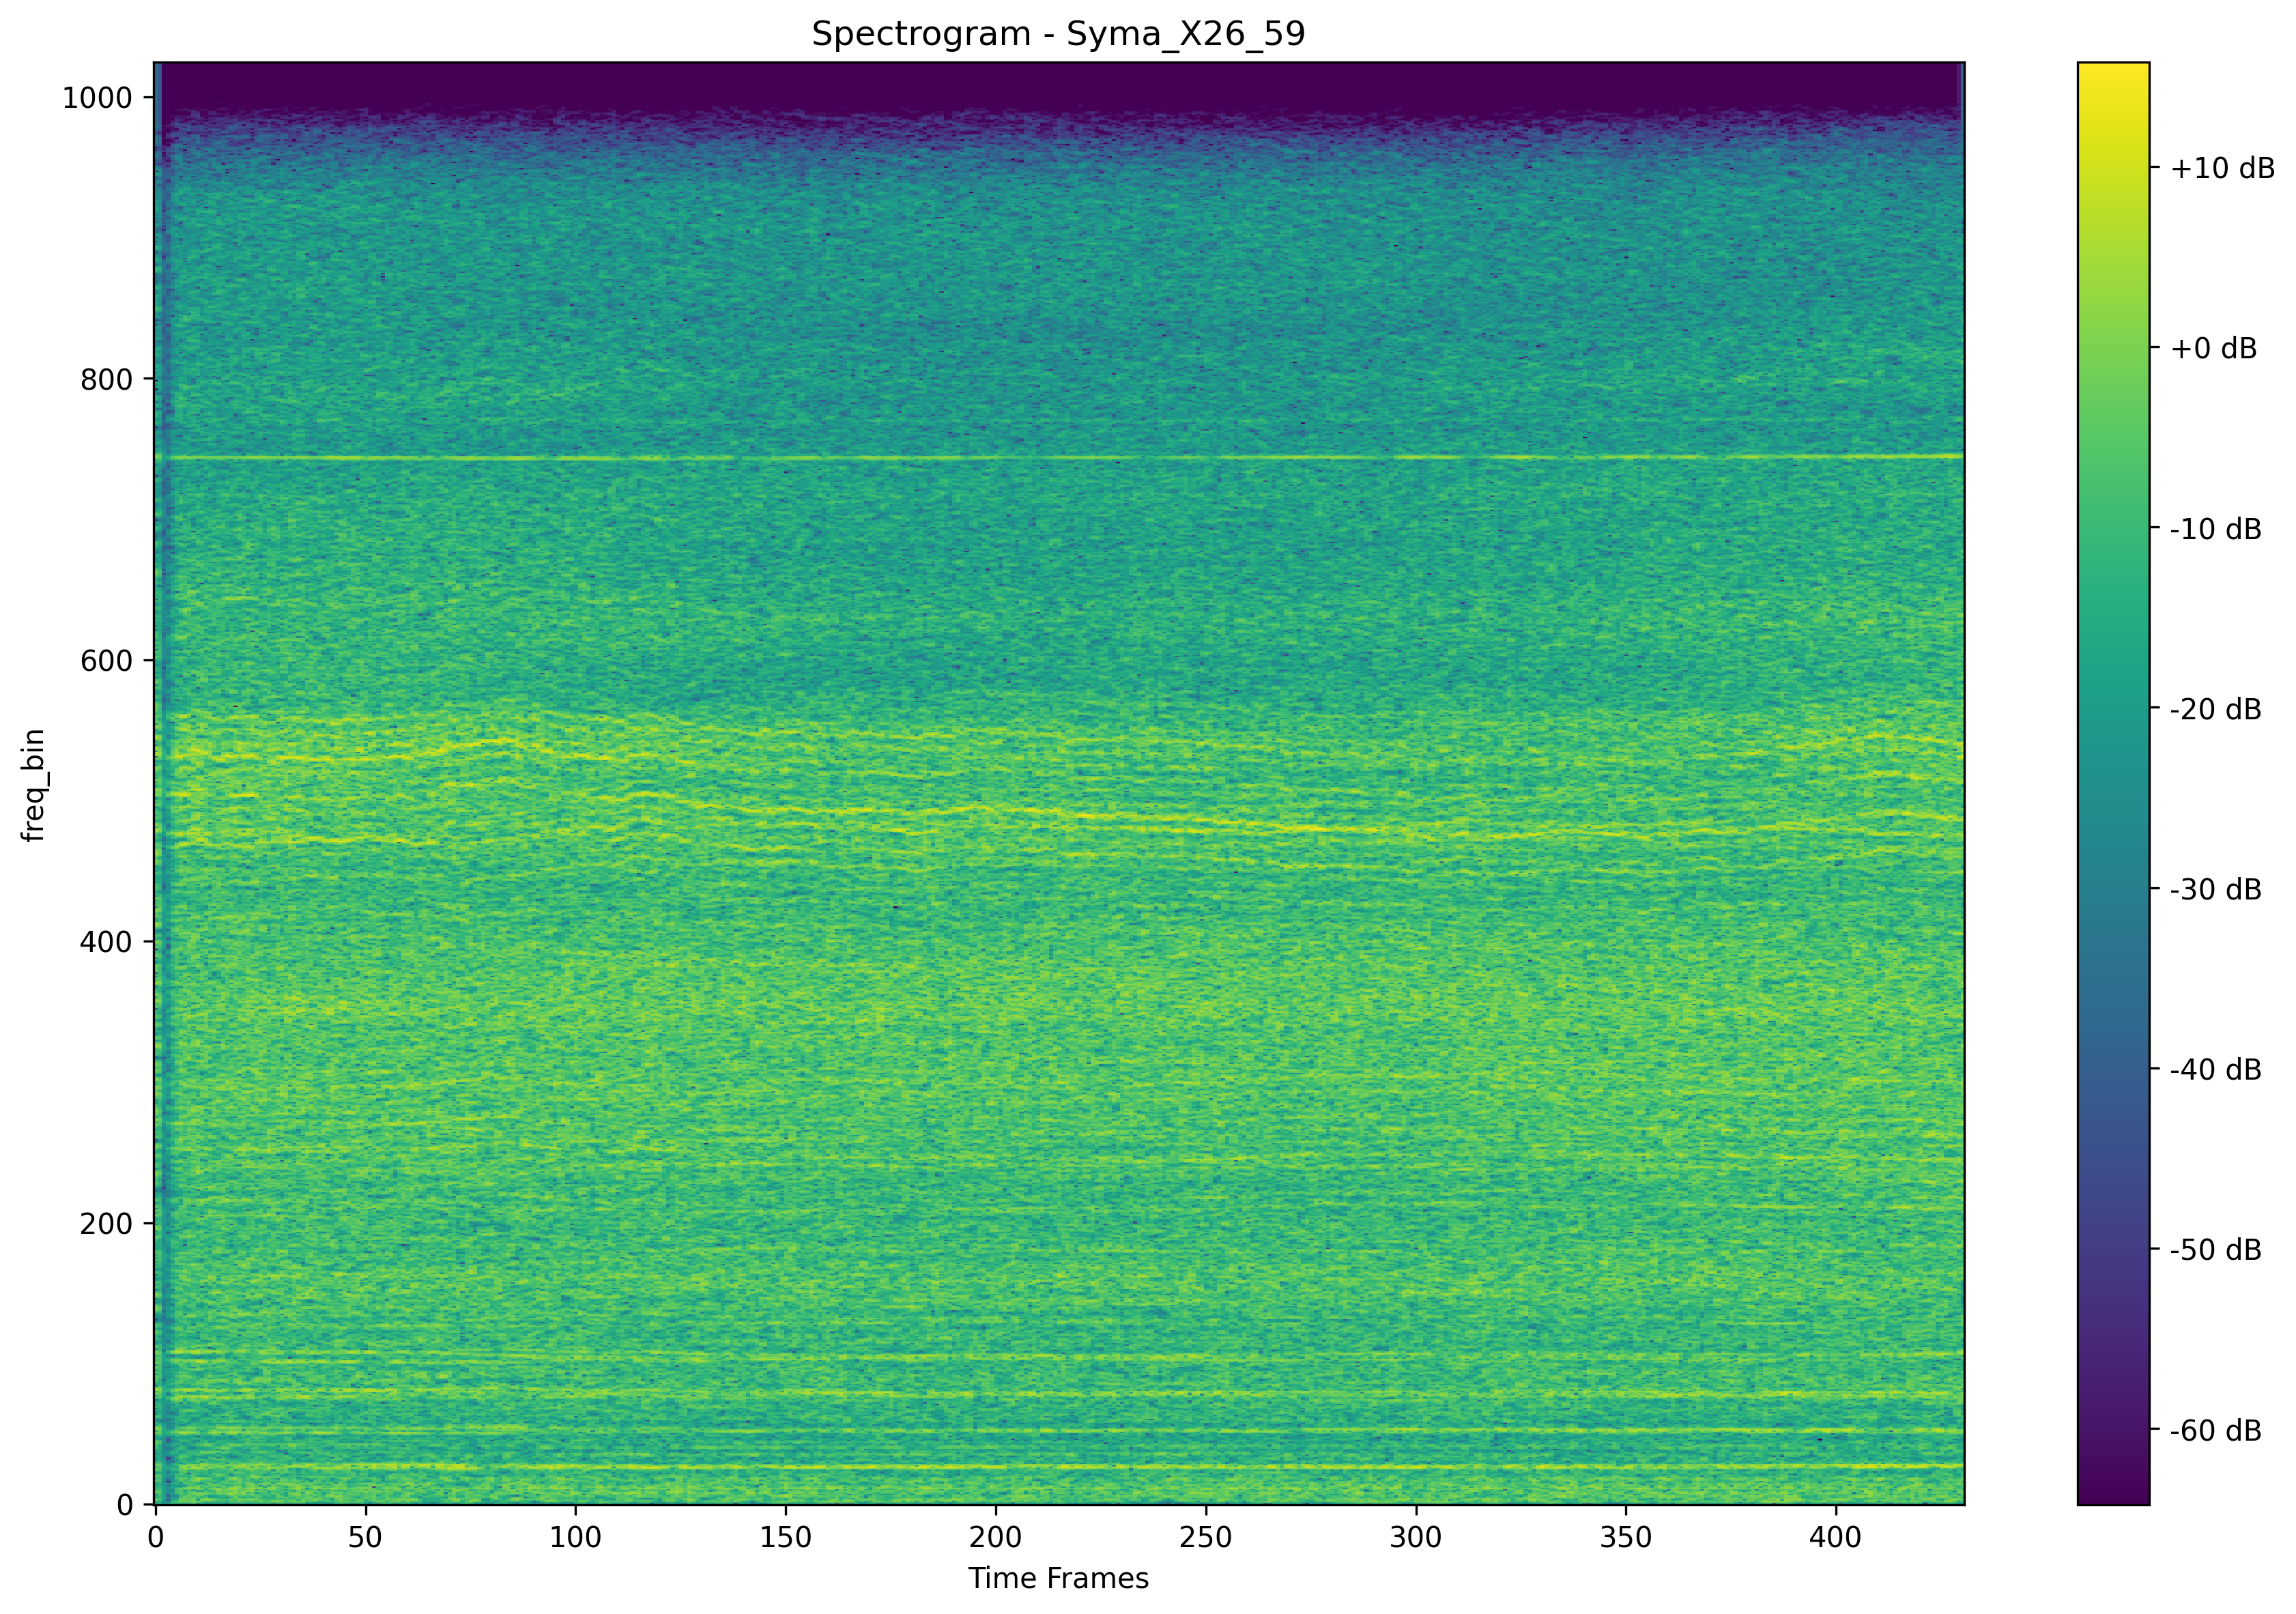 Spectrogram - Syma_X26_59
1000
800
600
400
200
0
freq_bin
0 50 100 150 200 250 300 350 400
Time Frames
+10 dB
+0 dB
-10 dB
-20 dB
-30 dB
-40 dB
-50 dB
-60 dB